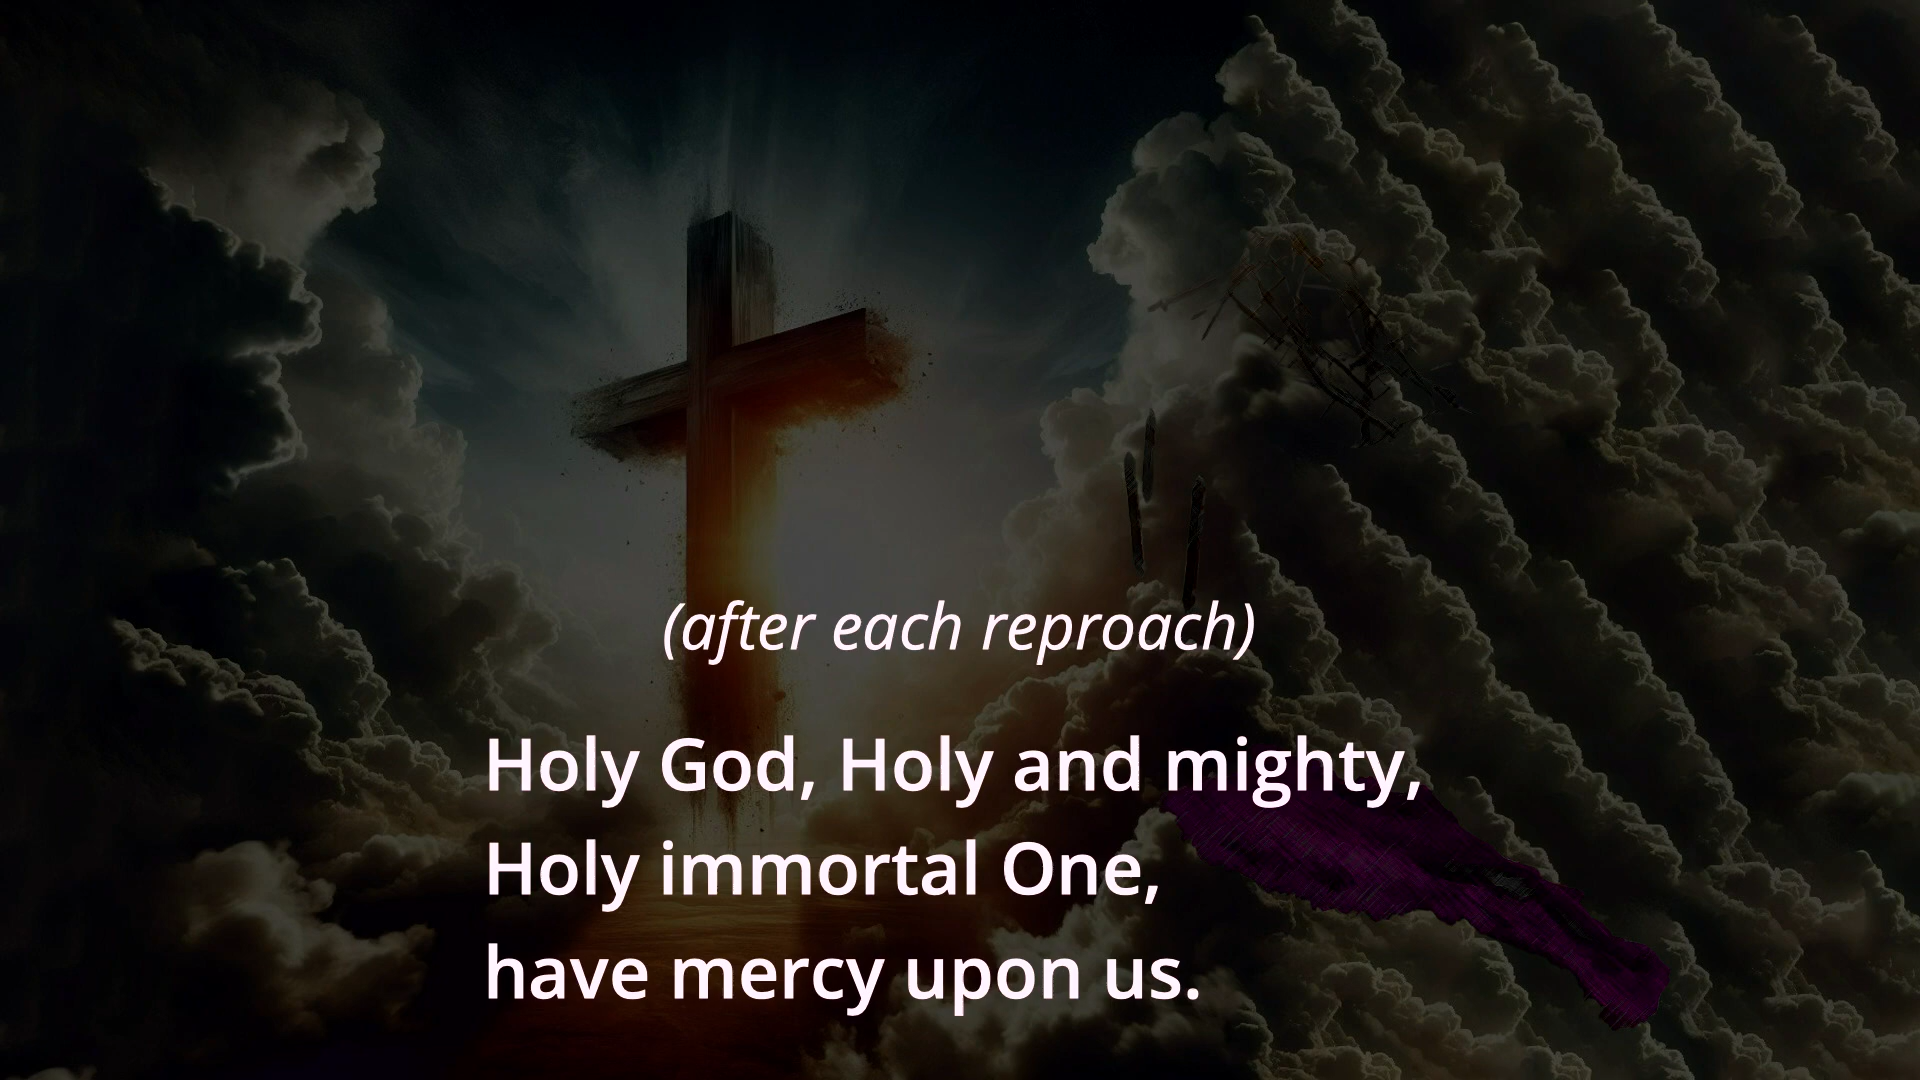 (after each reproach)
Holy God, Holy and mighty,
Holy immortal One,
have mercy upon us.